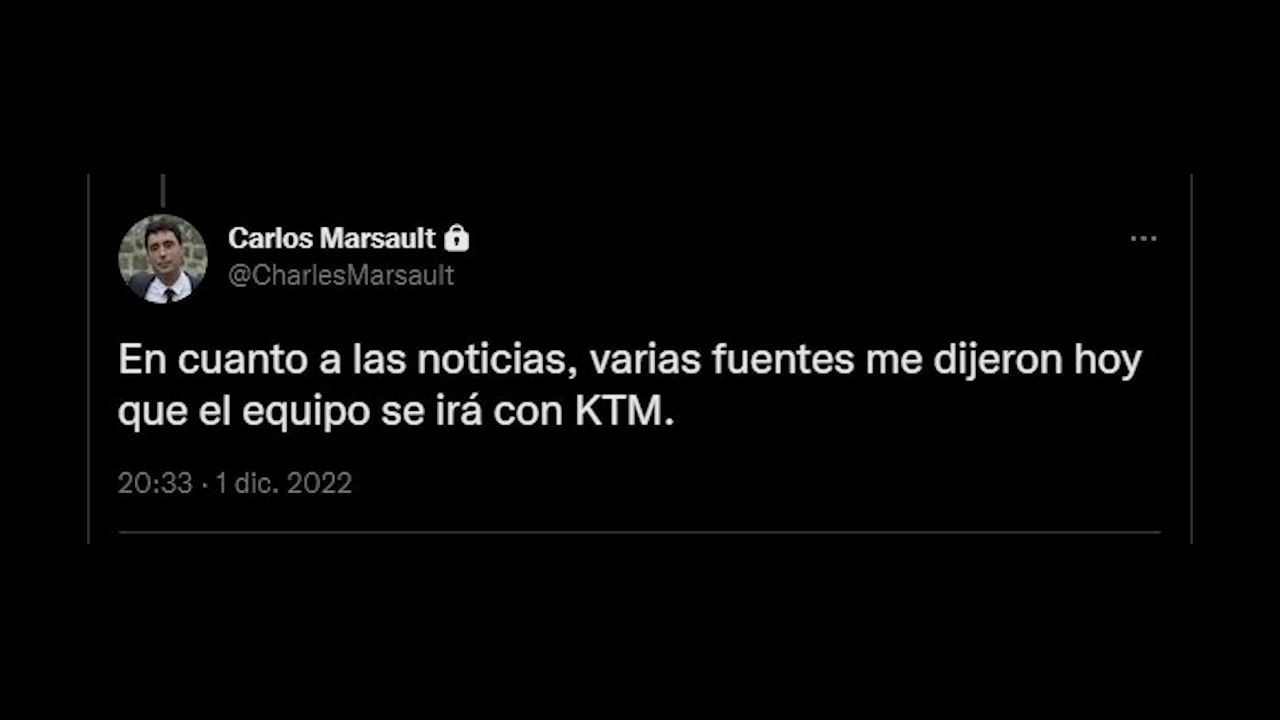 Carlos Marsault
@CharlesMarsault
En cuanto a las noticias, varias fuentes me dijeron hoy
que el equipo se irá con KTM.
20:33 · 1 dic. 2022